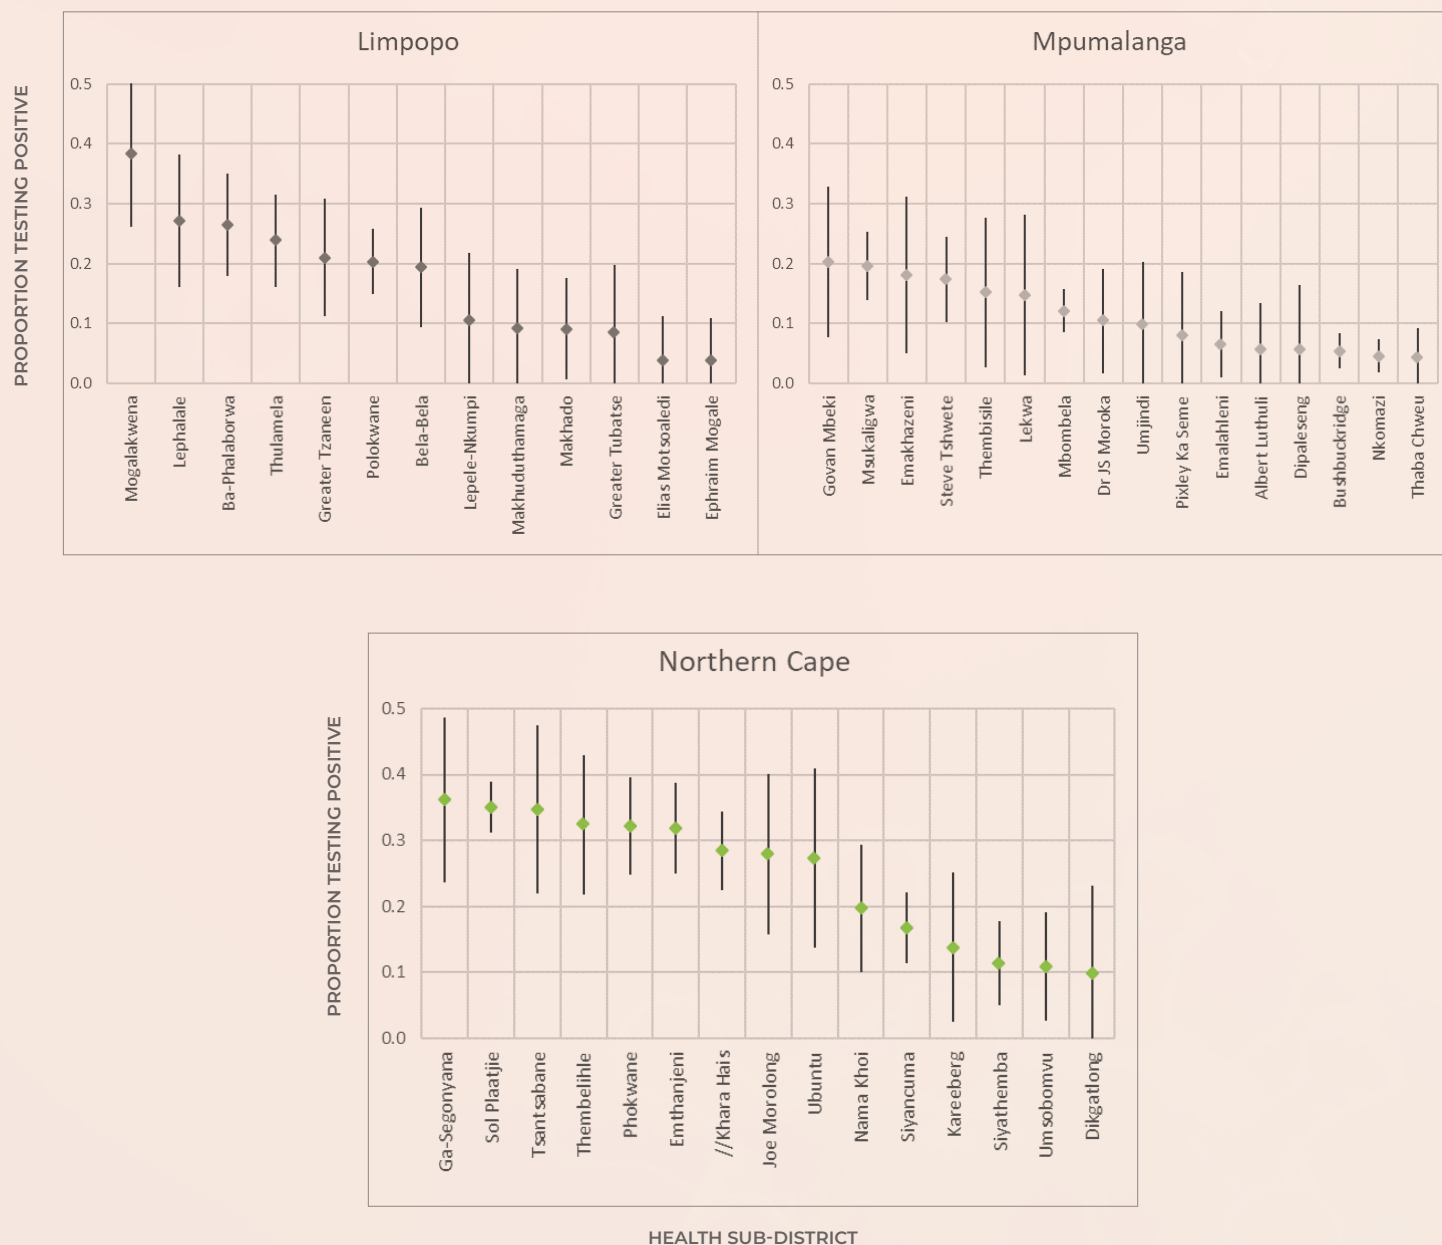 Limpopo
PROPORTION TESTING POSITIVE
0.5
0.4
0.3
0.2
0.1
0.0
Mogalakwena
Lephalale
Ba-Phalaborwa
Thulamela
Greater Tzaneen
Polokwane
Bela-Bela
Lepele-Nkumpi
Makhuduthamaga
Makhado
Greater Tubatse
Elias Motsoaledi
Ephraim Mogale
Mpumalanga
0.5
0.4
0.3
0.2
0.1
0.0
Govan Mbeki
Msukaligwa
Emakhazeni
Steve Tshwete
Thembisile
Lekwa
Mbombela
Dr JS Moroka
Umjindi
Pixley Ka Seme
Emalahleni
Albert Luthuli
Dipaleseng
Bushbuckridge
Nkomazi
Thaba Chweu
Northern Cape
PROPORTION TESTING POSITIVE
0.5
0.4
0.3
0.2
0.1
0.0
Ga-Segonyana
Sol Plaatjie
Tsantsabane
Thembelihle
Phokwane
Emthanjeni
//Khara Hais
Joe Morolong
Ubuntu
Nama Khoi
Siyancuma
Kareeberg
Siyathemba
Umsobomvu
Dikgatlong
HEALTH SUB-DISTRICT